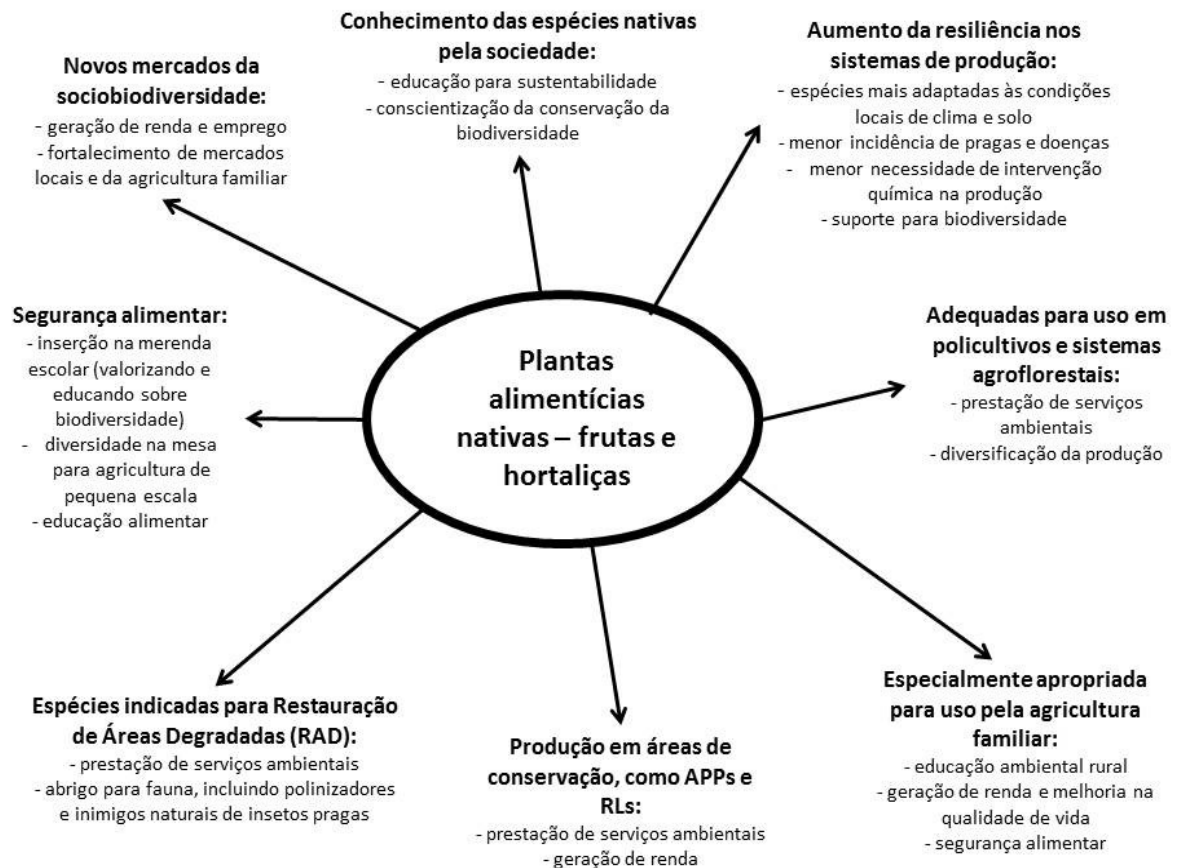 Novos mercados da
sociobiodiversidade:
- geração de renda e emprego
- fortalecimento de mercados
locais e da agricultura familiar
Conhecimento das espécies nativas
pela sociedade:
- educação para sustentabilidade
- conscientização da conservação da
biodiversidade
Aumento da resiliência nos
sistemas de produção:
- espécies mais adaptadas às condições
locais de clima e solo
- menor incidência de pragas e doenças
- menor necessidade de intervenção
química na produção
- suporte para biodiversidade
Segurança alimentar:
- inserção na merenda
escolar (valorizando e
educando sobre
biodiversidade)
- diversidade na mesa
para agricultura de
pequena escala
- educação alimentar
Plantas
alimentícias
nativas – frutas e
hortaliças
Adequadas para uso em
policultivos e sistemas
agroflorestais:
- prestação de serviços
ambientais
- diversificação da produção
Espécies indicadas para Restauração
de Áreas Degradadas (RAD):
- prestação de serviços ambientais
- abrigo para fauna, incluindo polinizadores
e inimigos naturais de insetos pragas
Produção em áreas de
conservação, como APPs e
RLs:
- prestação de serviços ambientais
- geração de renda
Especialmente apropriada
para uso pela agricultura
familiar:
- educação ambiental rural
- geração de renda e melhoria na
qualidade de vida
- segurança alimentar